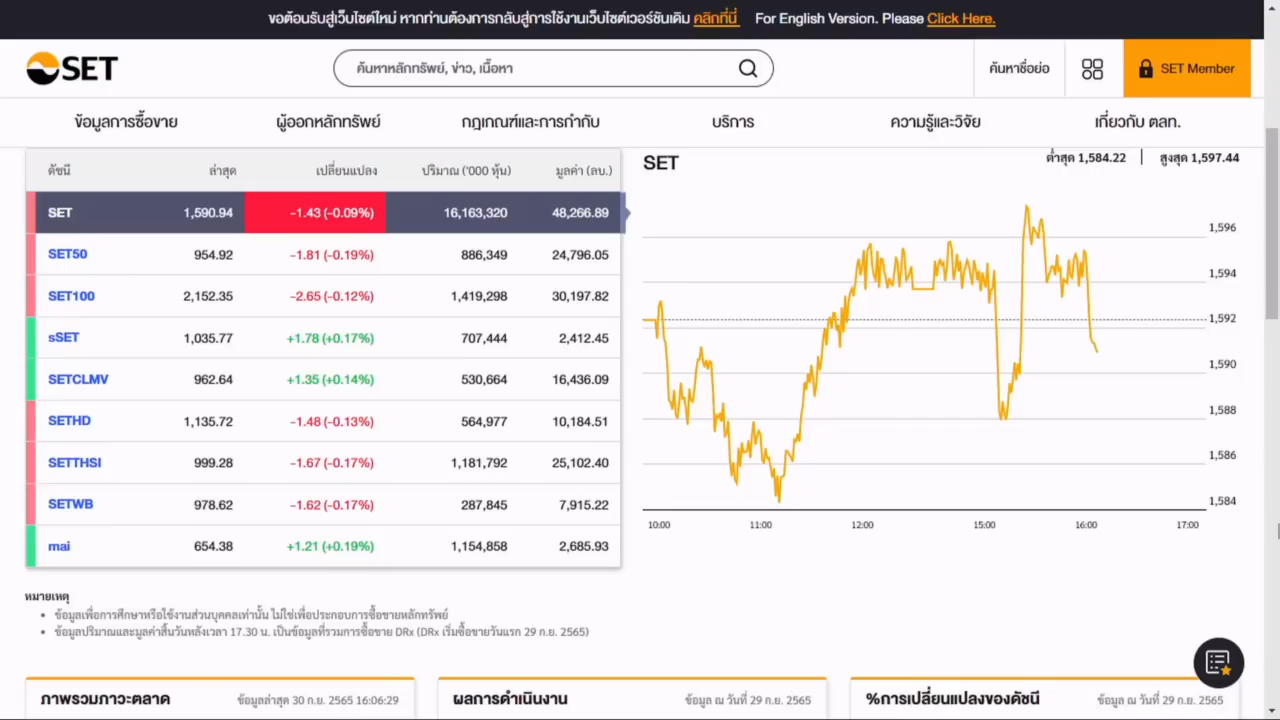 ขอต้อนรับสู่เว็บไซต์ใหม่ หากท่านต้องการกลับสู่การใช้งานเว็บไซต์เวอร์ชันเดิม คลิกที่นี่ For English Version. Please Click Here.
SET
ค้นหาหลักทรัพย์, ข่าว, เนื้อหา
ค้นหาชื่อย่อ
SET Member
ข้อมูลการซื้อขาย ผู้ออกหลักทรัพย์ กฎเกณฑ์และการกำกับ บริการ ความรู้และวิจัย เกี่ยวกับ ตลท.
ดัชนี ล่าสุด เปลี่ยนแปลง ปริมาณ ('000 หุ้น) มูลค่า (ลบ.)
SET 1,590.94 -1.43 (-0.09%) 16,163,320 48,266.89
SET50 954.92 -1.81 (-0.19%) 886,349 24,796.05
SET100 2,152.35 -2.65 (-0.12%) 1,419,298 30,197.82
sSET 1,035.77 +1.78 (+0.17%) 707,444 2,412.45
SETCLMV 962.64 +1.35 (+0.14%) 530,664 16,436.09
SETHD 1,135.72 -1.48 (-0.13%) 564,977 10,184.51
SETTHSI 999.28 -1.67 (-0.17%) 1,181,792 25,102.40
SETWB 978.62 -1.62 (-0.17%) 287,845 7,915.22
mai 654.38 +1.21 (+0.19%) 1,154,858 2,685.93
SET
ต่ำสุด 1,584.22 | สูงสุด 1,597.44
1,596
1,594
1,592
1,590
1,588
1,586
1,584
10:00 11:00 12:00 15:00 16:00 17:00
หมายเหตุ
• ข้อมูลเพื่อการศึกษาหรือใช้งานส่วนบุคคลเท่านั้น ไม่ใช่เพื่อประกอบการซื้อขายหลักทรัพย์
• ข้อมูลปริมาณและมูลค่าสิ้นวันหลังเวลา 17.30 น. เป็นข้อมูลที่รวมการซื้อขาย DRx (DRx เริ่มซื้อขายวันแรก 29 ก.ย. 2565)
ภาพรวมภาวะตลาด ข้อมูลล่าสุด 30 ก.ย. 2565 16:06:29
ผลการดำเนินงาน ข้อมูล ณ วันที่ 29 ก.ย. 2565
%การเปลี่ยนแปลงของดัชนี ข้อมูล ณ วันที่ 29 ก.ย. 2565